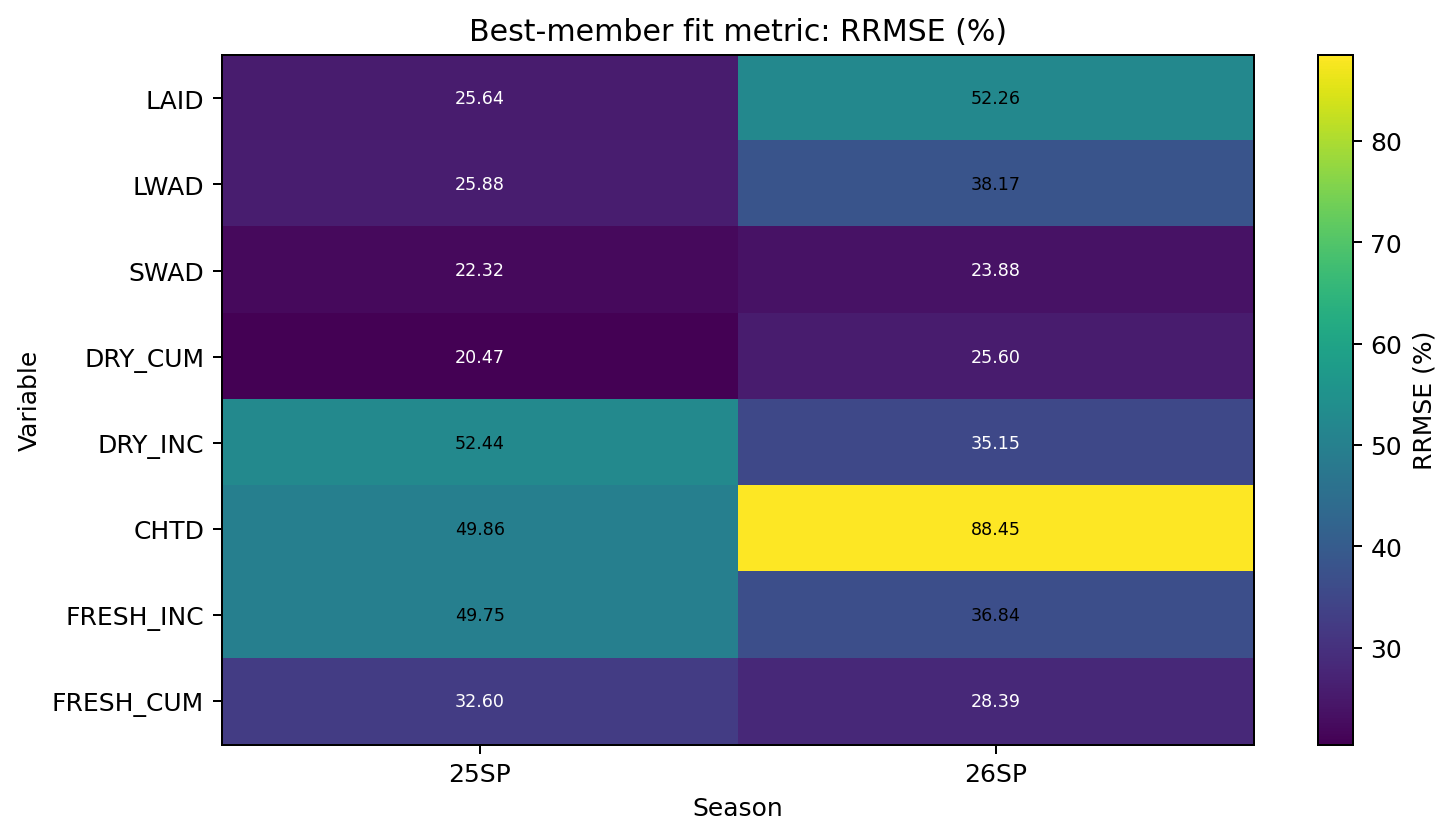 Best-member fit metric: RRMSE (%)
LAID 25.64 52.26
LWAD 25.88 38.17
SWAD 22.32 23.88
DRY_CUM 20.47 25.60
DRY_INC 52.44 35.15
CHTD 49.86 88.45
FRESH_INC 49.75 36.84
FRESH_CUM 32.60 28.39
25SP 26SP
Season
Variable
80
70
60
50
40
30
RRMSE (%)